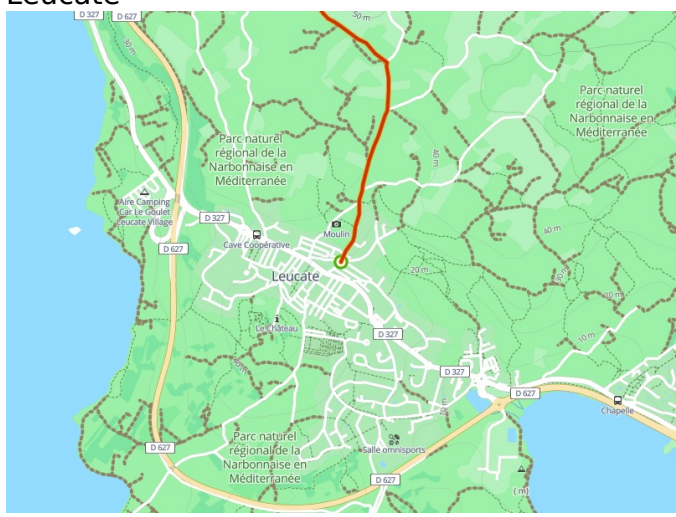 Leucate
D 327
50 m
D 627
30 m
Parc naturel
régional de la
Narbonnaise en
Méditerranée
Parc naturel
régional de la
Narbonnaise en
Méditerranée
40 m
Aire Camping
Car Le Goulet
Leucate Village
D 327
Moulin
D 627
Cave Coopérative
40 m
Leucate
20 m
30 m
20 m
Le Château
D 327
10 m
D 327
D 627
Chapelle
Parc naturel
régional de la
Narbonnaise en
Méditerranée
D 627
Salle omnisports
D 627
( m)